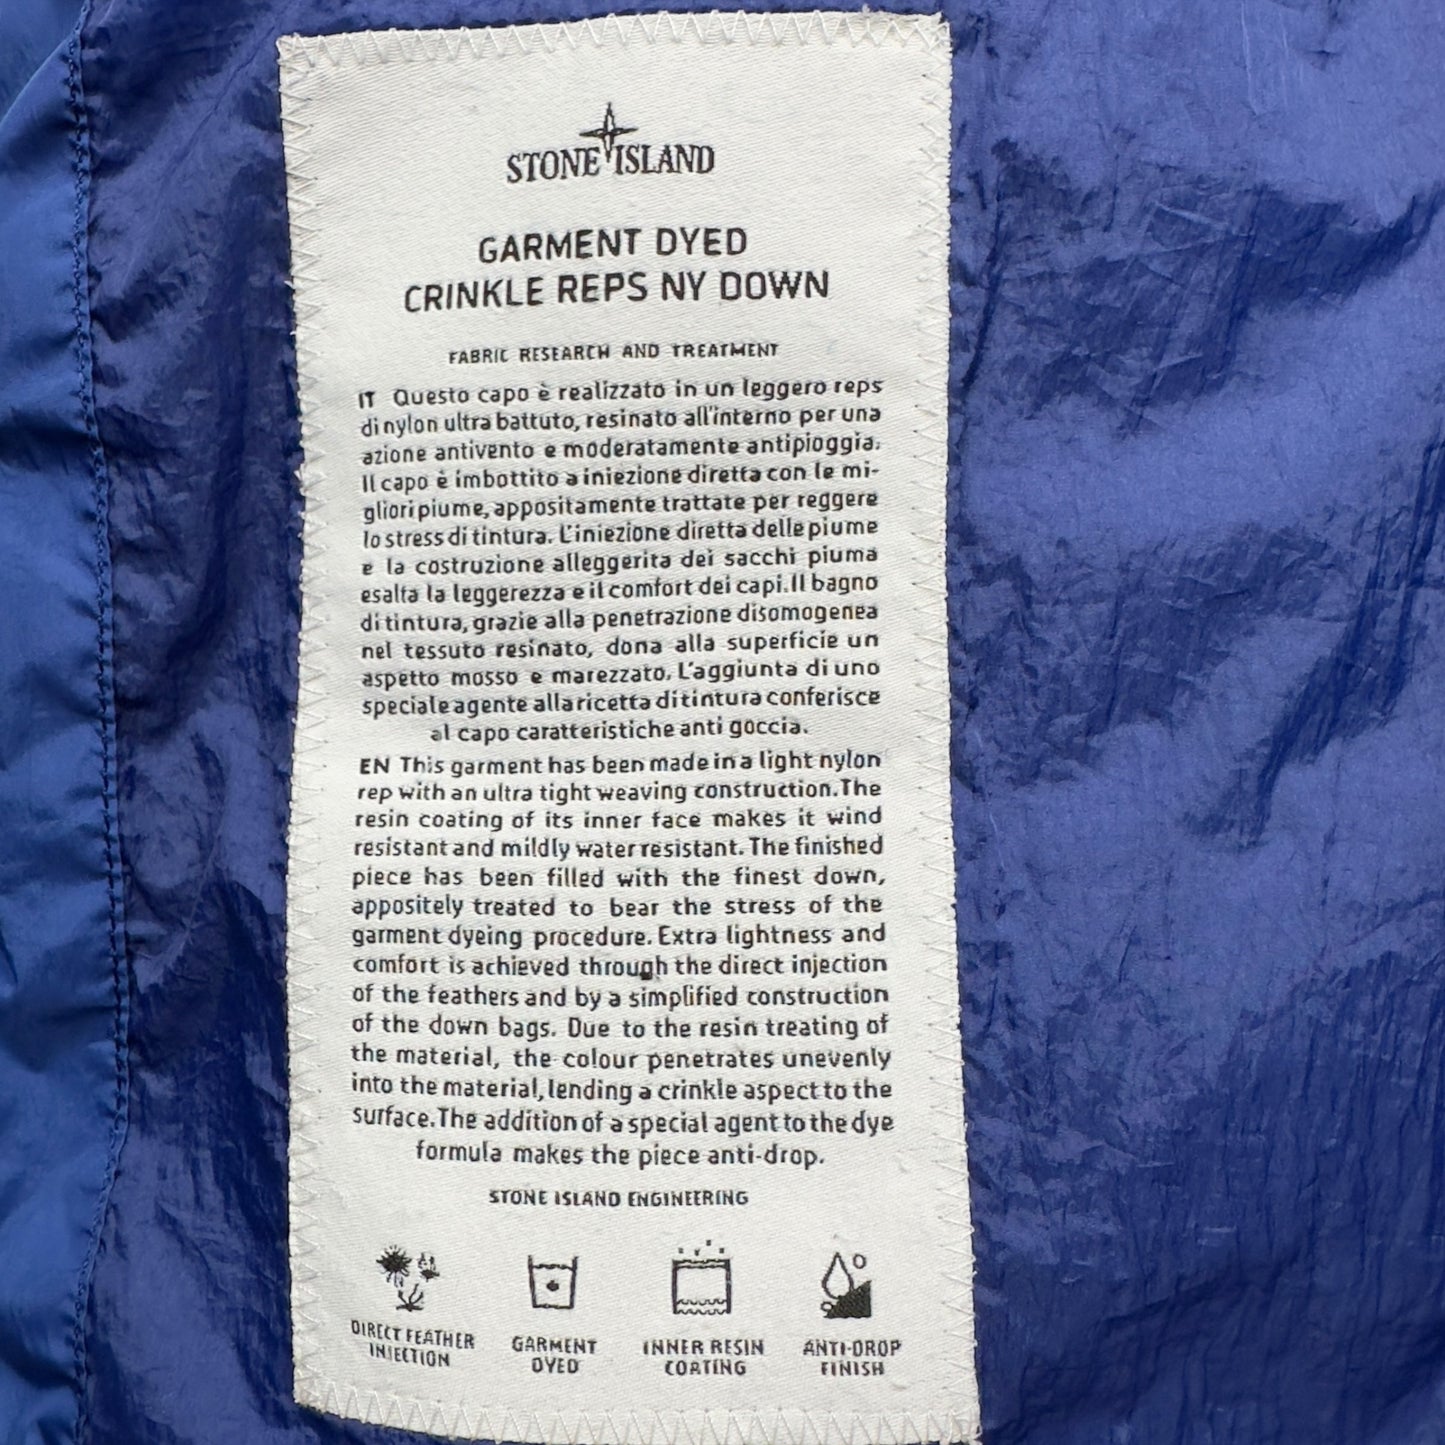 STONE ISLAND
GARMENT DYED
CRINKLE REPS NY DOWN
FABRIC RESEARCH AND TREATMENT
IT Questo capo è realizzato in un leggero reps
di nylon ultra battuto, resinato all'interno per una
azione antivento e moderatamente antipioggia.
Il capo è imbottito a iniezione diretta con le mi-
gliori piume, appositamente trattate per reggere
lo stress di tintura. L'iniezione diretta delle piume
e la costruzione alleggerita dei sacchi piuma
esalta la leggerezza e il comfort dei capi. Il bagno
di tintura, grazie alla penetrazione disomogenea
nel tessuto resinato, dona alla superficie un
aspetto mosso e marezzato. L'aggiunta di uno
speciale agente alla ricetta di tintura conferisce
al capo caratteristiche anti goccia.
EN This garment has been made in a light nylon
rep with an ultra tight weaving construction. The
resin coating of its inner face makes it wind
resistant and mildly water resistant. The finished
piece has been filled with the finest down,
appositely treated to bear the stress of the
garment dyeing procedure. Extra lightness and
comfort is achieved through the direct injection
of the feathers and by a simplified construction
of the down bags. Due to the resin treating of
the material, the colour penetrates unevenly
into the material, lending a crinkle aspect to the
surface. The addition of a special agent to the dye
formula makes the piece anti-drop.
STONE ISLAND ENGINEERING
DIRECT FEATHER
INJECTION
GARMENT
DYED
INNER RESIN
COATING
ANTI-DROP
FINISH